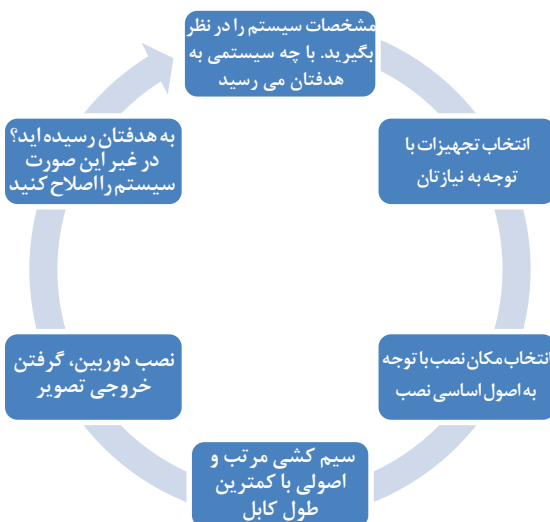 مشخصات سیستم را در نظر
بگیرید. با چه سیستمی به
هدفتان می رسید
انتخاب تجهیزات با
توجه به نیازتان
انتخاب مکان نصب با توجه
به اصول اساسی نصب
سیم کشی مرتب و
اصولی با کمترین
طول کابل
نصب دوربین، گرفتن
خروجی تصویر
به هدفتان رسیده اید؟
در غیر این صورت
سیستم را اصلاح کنید